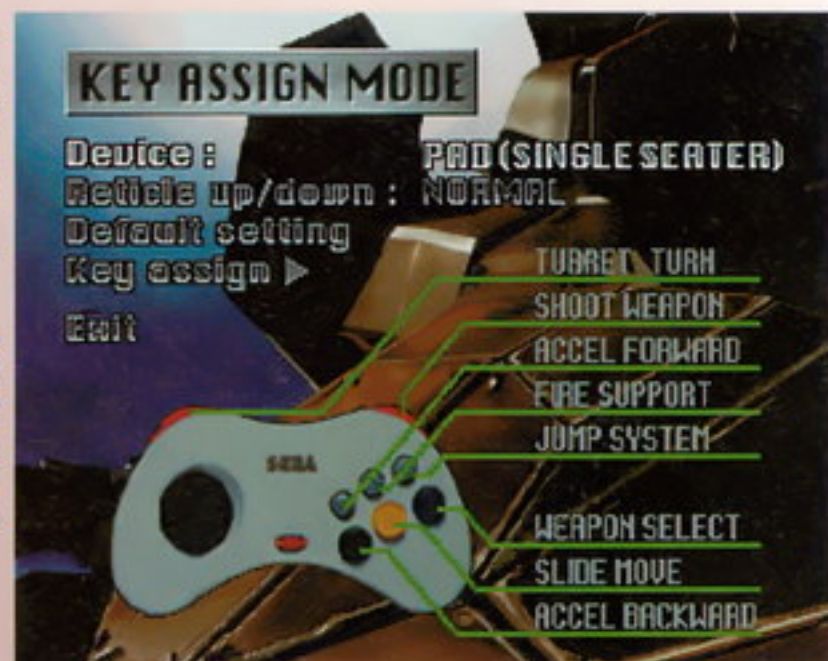 KEY ASSIGN MODE
Device : PAD (SINGLE SEATER)
Reticle up/down : NORMAL
Default setting
Key assign ▶
Exit
TURRET TURN
SHOOT WEAPON
ACCEL FORWARD
FIRE SUPPORT
JUMP SYSTEM
SEGA
WEAPON SELECT
SLIDE MOVE
ACCEL BACKWARD